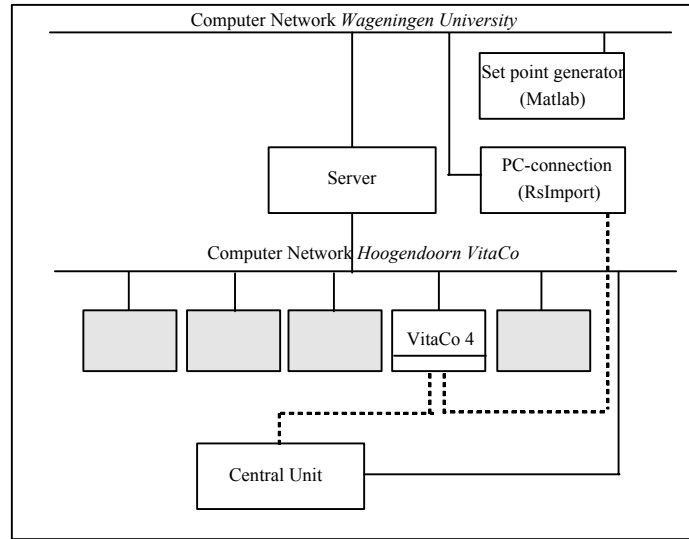 Computer Network Wageningen University
Set point generator
(Matlab)
Server
PC-connection
(RsImport)
Computer Network Hoogendoorn VitaCo
VitaCo 4
Central Unit